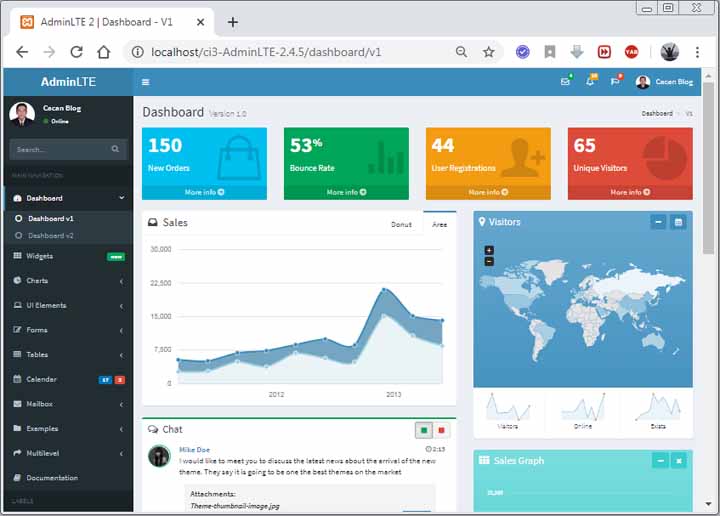 AdminLTE 2 | Dashboard - V1
localhost/ci3-AdminLTE-2.4.5/dashboard/v1
AdminLTE
Cecan Blog
Cecan Blog
Online
Search...
MAIN NAVIGATION
Dashboard
Dashboard v1
Dashboard v2
Widgets
new
Charts
UI Elements
Forms
Tables
Calendar
17
3
Mailbox
Examples
Multilevel
Documentation
LABELS
Dashboard Version 1.0
Dashboard > V1
150
New Orders
More info
53%
Bounce Rate
More info
44
User Registrations
More info
65
Unique Visitors
More info
Sales
Donut
Area
30,000
22,500
15,000
7,500
0
2012
2013
Visitors
+
−
Visitors
Online
Exists
Chat
Mike Doe
2:15
I would like to meet you to discuss the latest news about the arrival of the new
theme. They say it is going to be one the best themes on the market
Attachments:
Theme-thumbnail-image.jpg
Sales Graph
20,000